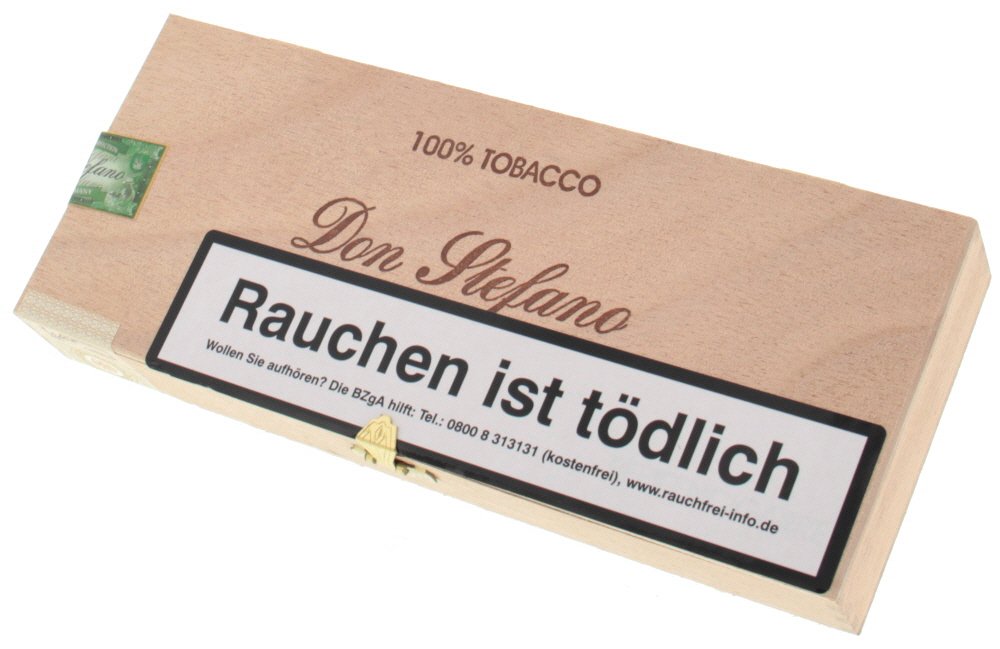 100% TOBACCO
Don Stefano
Rauchen ist tödlich
Wollen Sie aufhören? Die BZgA hilft: Tel.: 0800 8 313131 (kostenfrei), www.rauchfrei-info.de